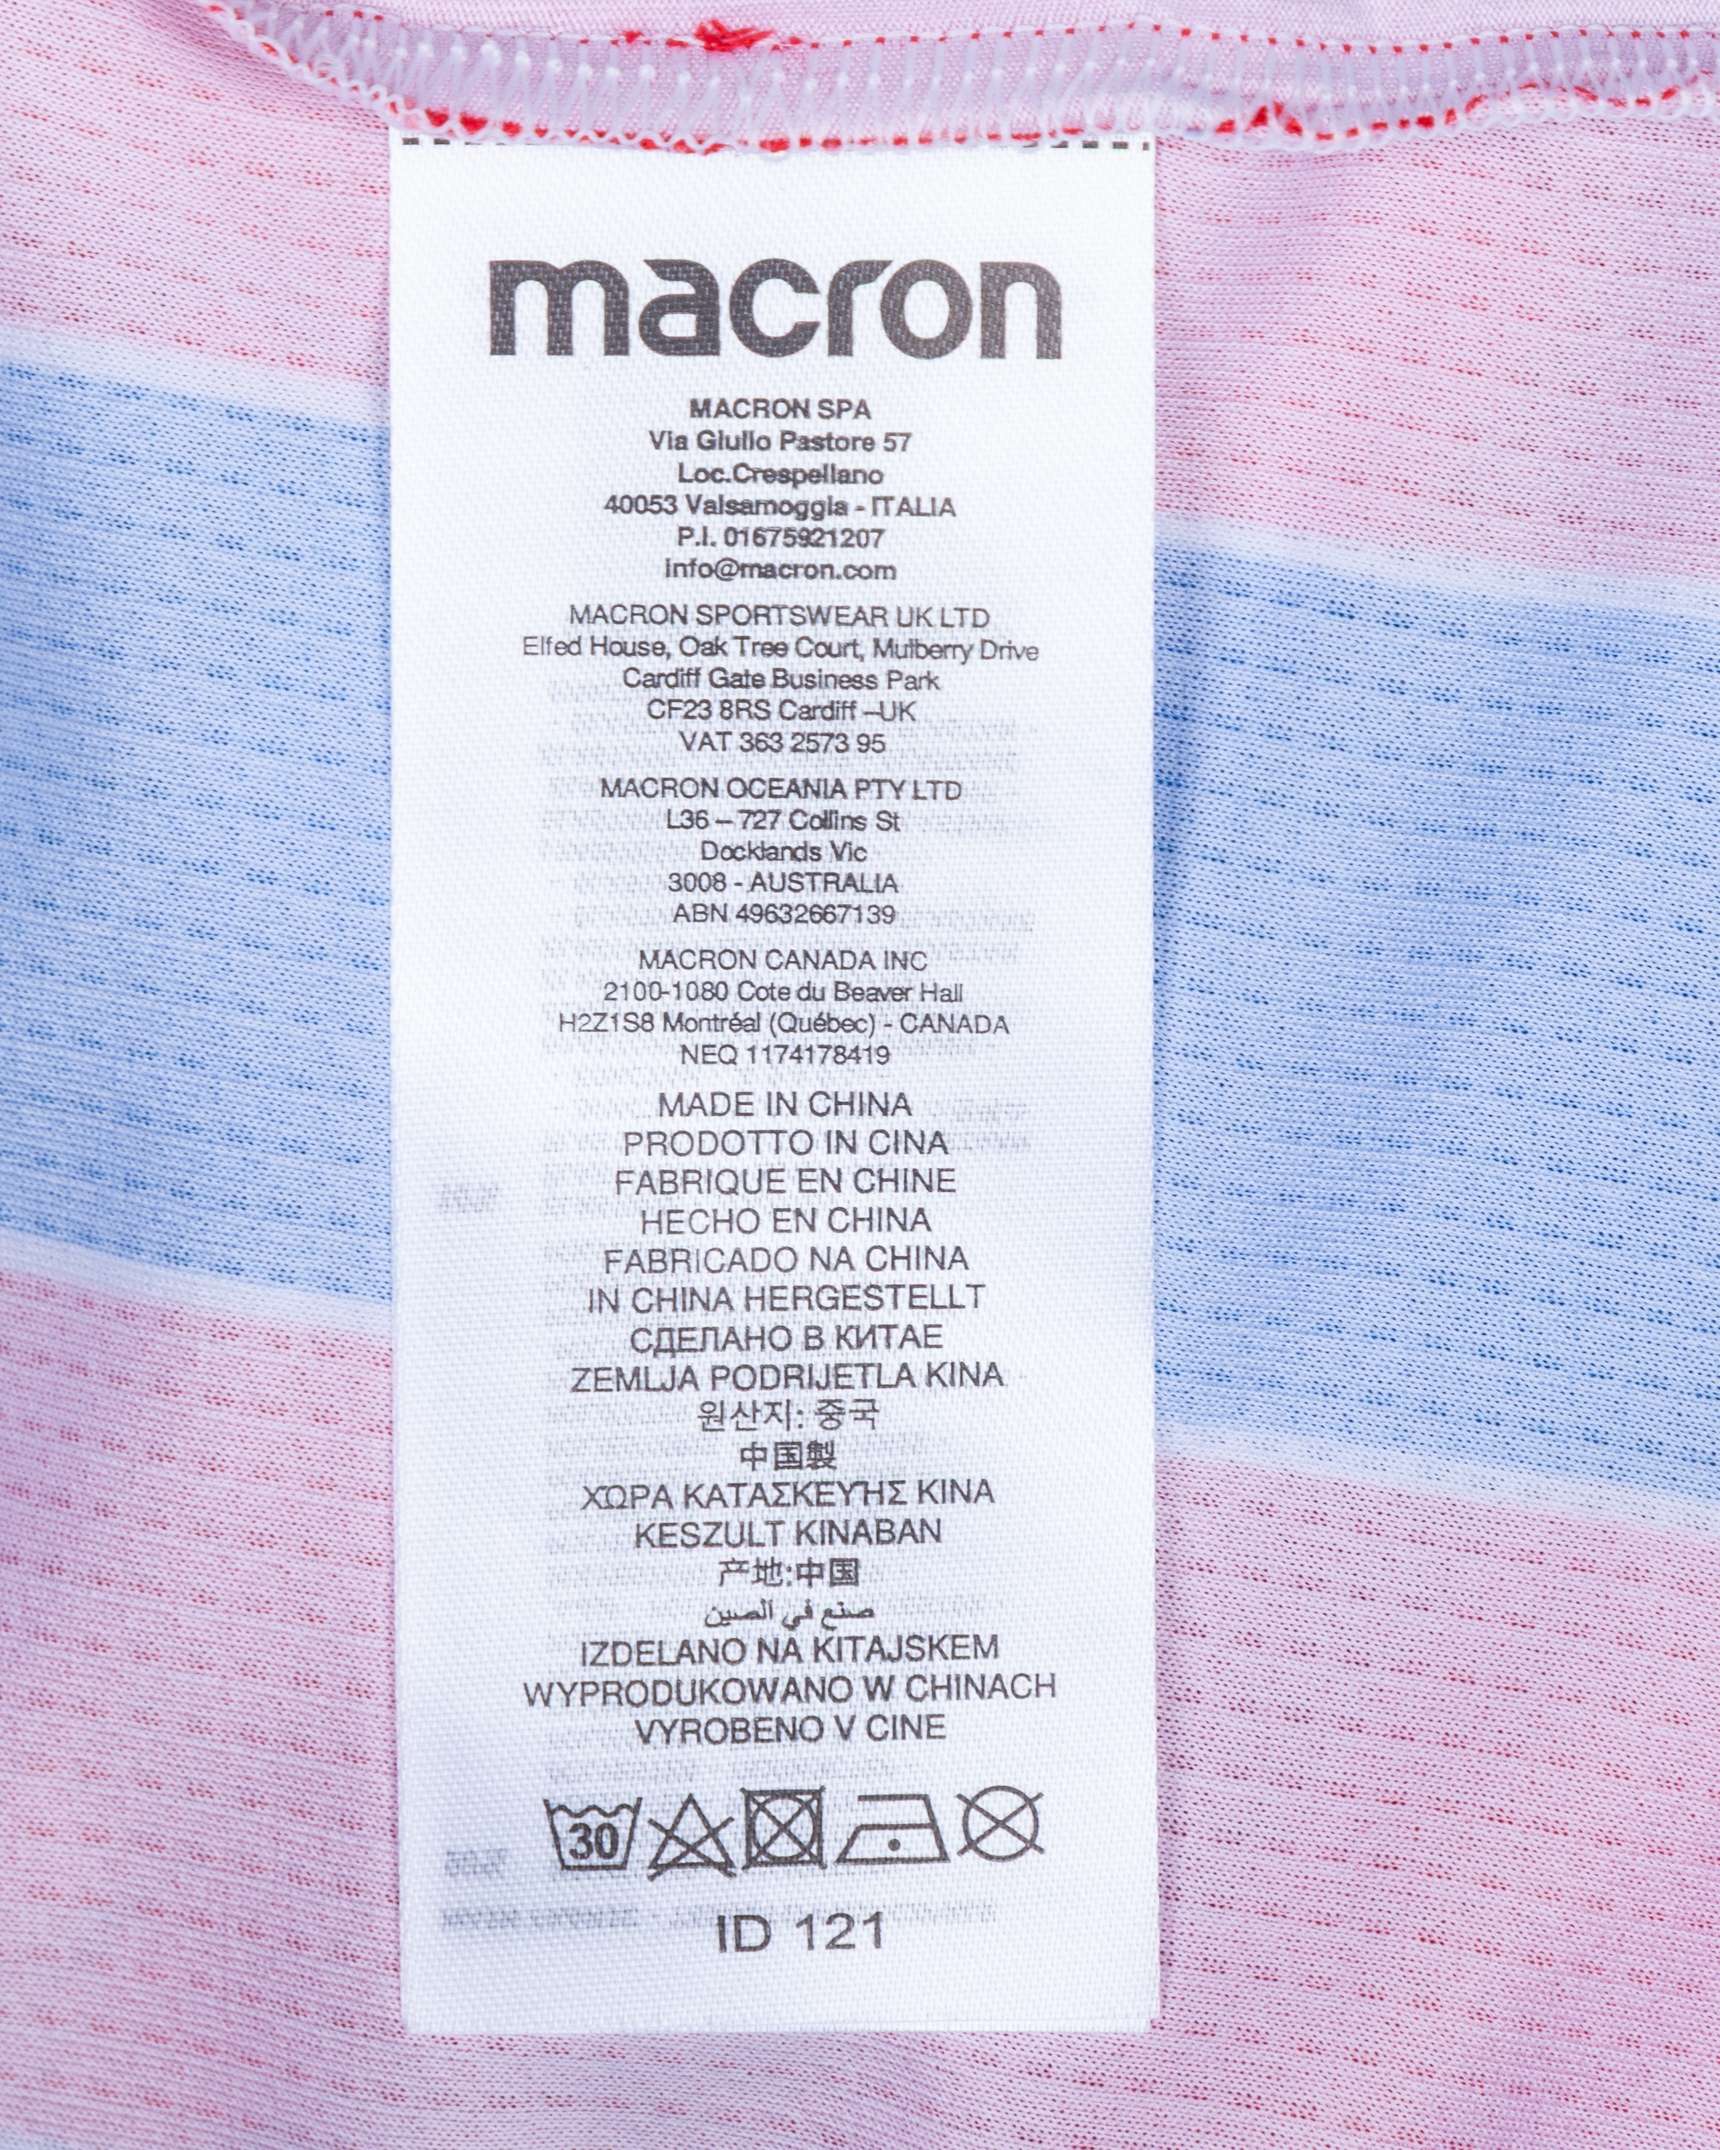 macron
MACRON SPA
Via Giulio Pastore 57
Loc.Crespellano
40053 Valsamoggia - ITALIA
P.I. 01675921207
info@macron.com
MACRON SPORTSWEAR UK LTD
Elfed House, Oak Tree Court, Mulberry Drive
Cardiff Gate Business Park
CF23 8RS Cardiff –UK
VAT 363 2573 95
MACRON OCEANIA PTY LTD
L36 – 727 Collins St
Docklands Vic
3008 - AUSTRALIA
ABN 49632667139
MACRON CANADA INC
2100-1080 Cote du Beaver Hall
H2Z1S8 Montréal (Québec) - CANADA
NEQ 1174178419
MADE IN CHINA
PRODOTTO IN CINA
FABRIQUE EN CHINE
HECHO EN CHINA
FABRICADO NA CHINA
IN CHINA HERGESTELLT
СДЕЛАНО В КИТАЕ
ZEMLJA PODRIJETLA KINA
원산지: 중국
中国製
ΧΏΡΑ ΚΑΤΑΣΚΕΥΉΣ ΚΙΝΑ
KESZULT KINABAN
产地:中国
صنع في الصين
IZDELANO NA KITAJSKEM
WYPRODUKOWANO W CHINACH
VYROBENO V CINE
30
ID 121